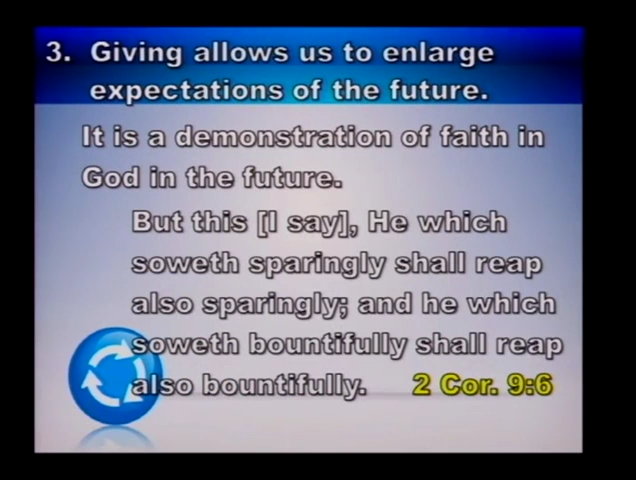 3. Giving allows us to enlarge
expectations of the future.
It is a demonstration of faith in
God in the future.
But this [I say], He which
soweth sparingly shall reap
also sparingly; and he which
soweth bountifully shall reap
also bountifully. 2 Cor. 9:6